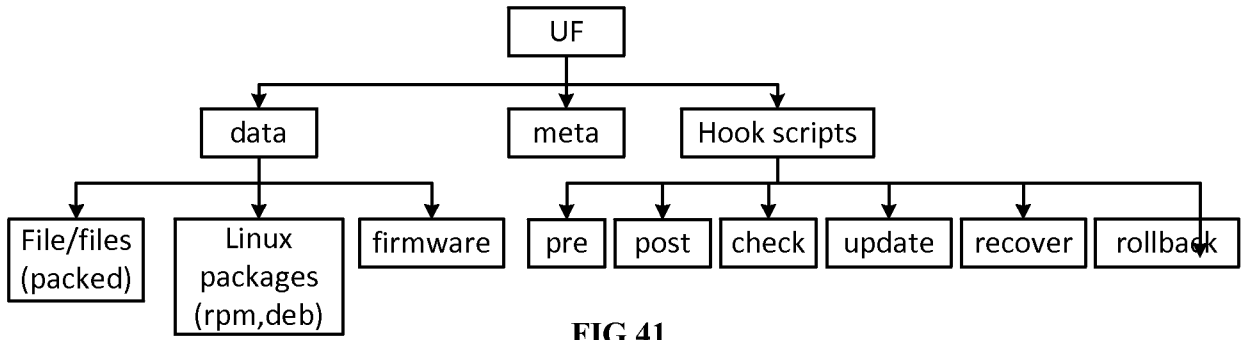 UF
data
meta
Hook scripts
File/files
(packed)
Linux
packages
(rpm,deb)
firmware
pre
post
check
update
recover
rollback
FIG 41